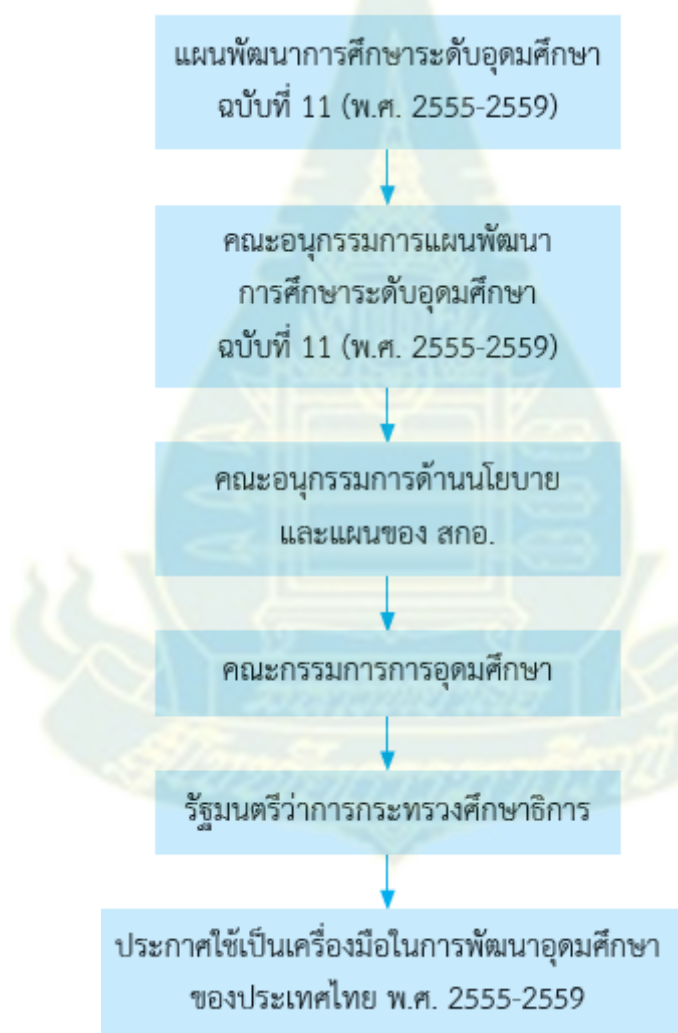 แผนพัฒนาการศึกษาระดับอุดมศึกษา
ฉบับที่ 11 (พ.ศ. 2555-2559)
คณะอนุกรรมการแผนพัฒนา
การศึกษาระดับอุดมศึกษา
ฉบับที่ 11 (พ.ศ. 2555-2559)
คณะอนุกรรมการด้านนโยบาย
และแผนของ สกอ.
คณะกรรมการการอุดมศึกษา
รัฐมนตรีว่าการกระทรวงศึกษาธิการ
ประกาศใช้เป็นเครื่องมือในการพัฒนาอุดมศึกษา
ของประเทศไทย พ.ศ. 2555-2559